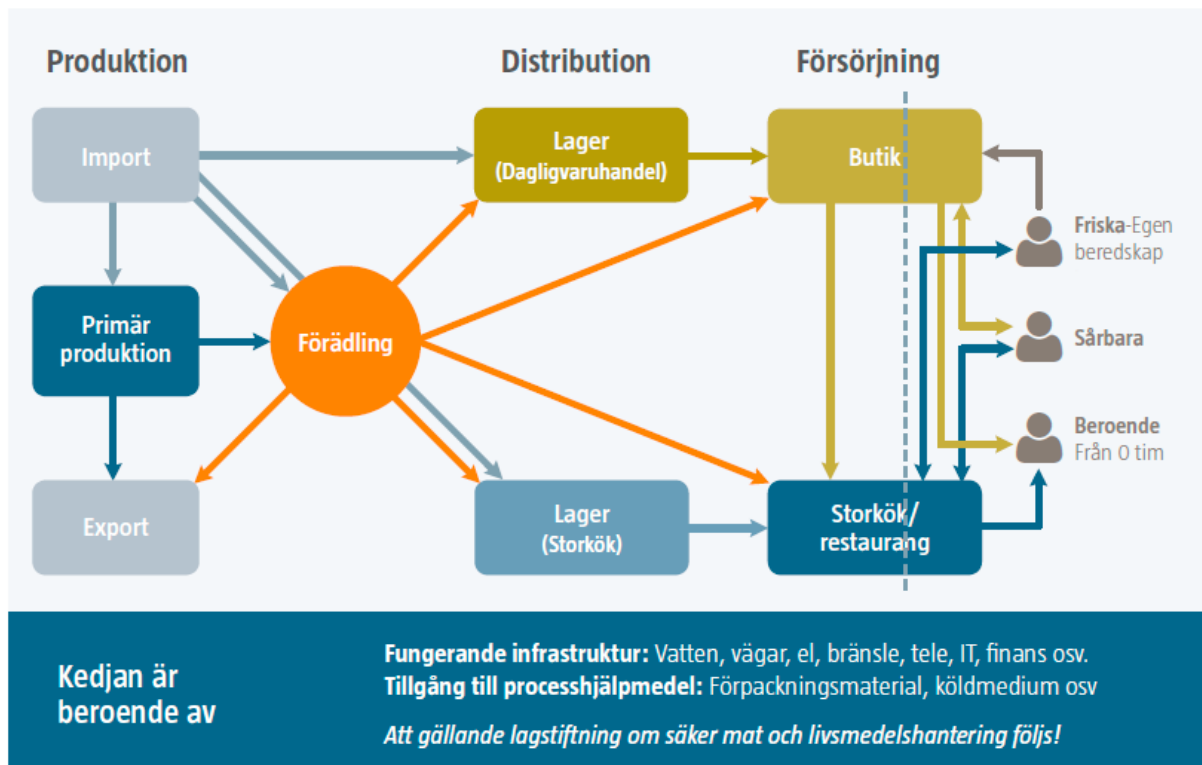 Produktion
Distribution
Försörjning
Import
Lager
(Dagligvaruhandel)
Butik
Friska-Egen
beredskap
Primär
produktion
Förädling
Sårbara
Beroende
Från 0 tim
Export
Lager
(Storkök)
Storkök/
restaurang
Kedjan är
beroende av
Fungerande infrastruktur: Vatten, vägar, el, bränsle, tele, IT, finans osv.
Tillgång till processhjälpmedel: Förpackningsmaterial, köldmedium osv
Att gällande lagstiftning om säker mat och livsmedelshantering följs!